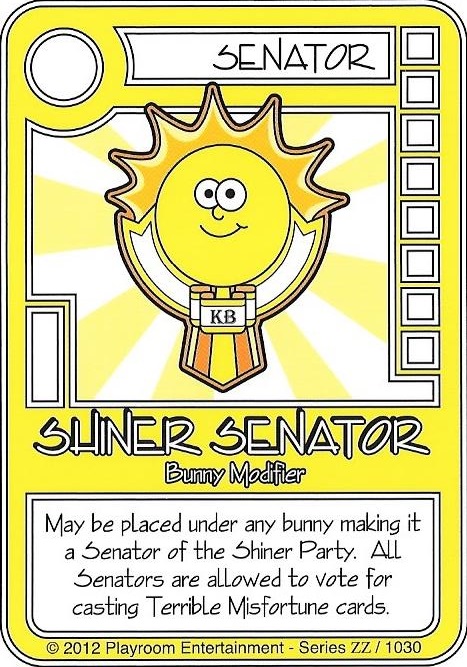 SENATOR
KB
SHINER SENATOR
Bunny Modifier
May be placed under any bunny making it
a Senator of the Shiner Party. All
Senators are allowed to vote for
casting Terrible Misfortune cards.
© 2012 Playroom Entertainment - Series ZZ / 1030